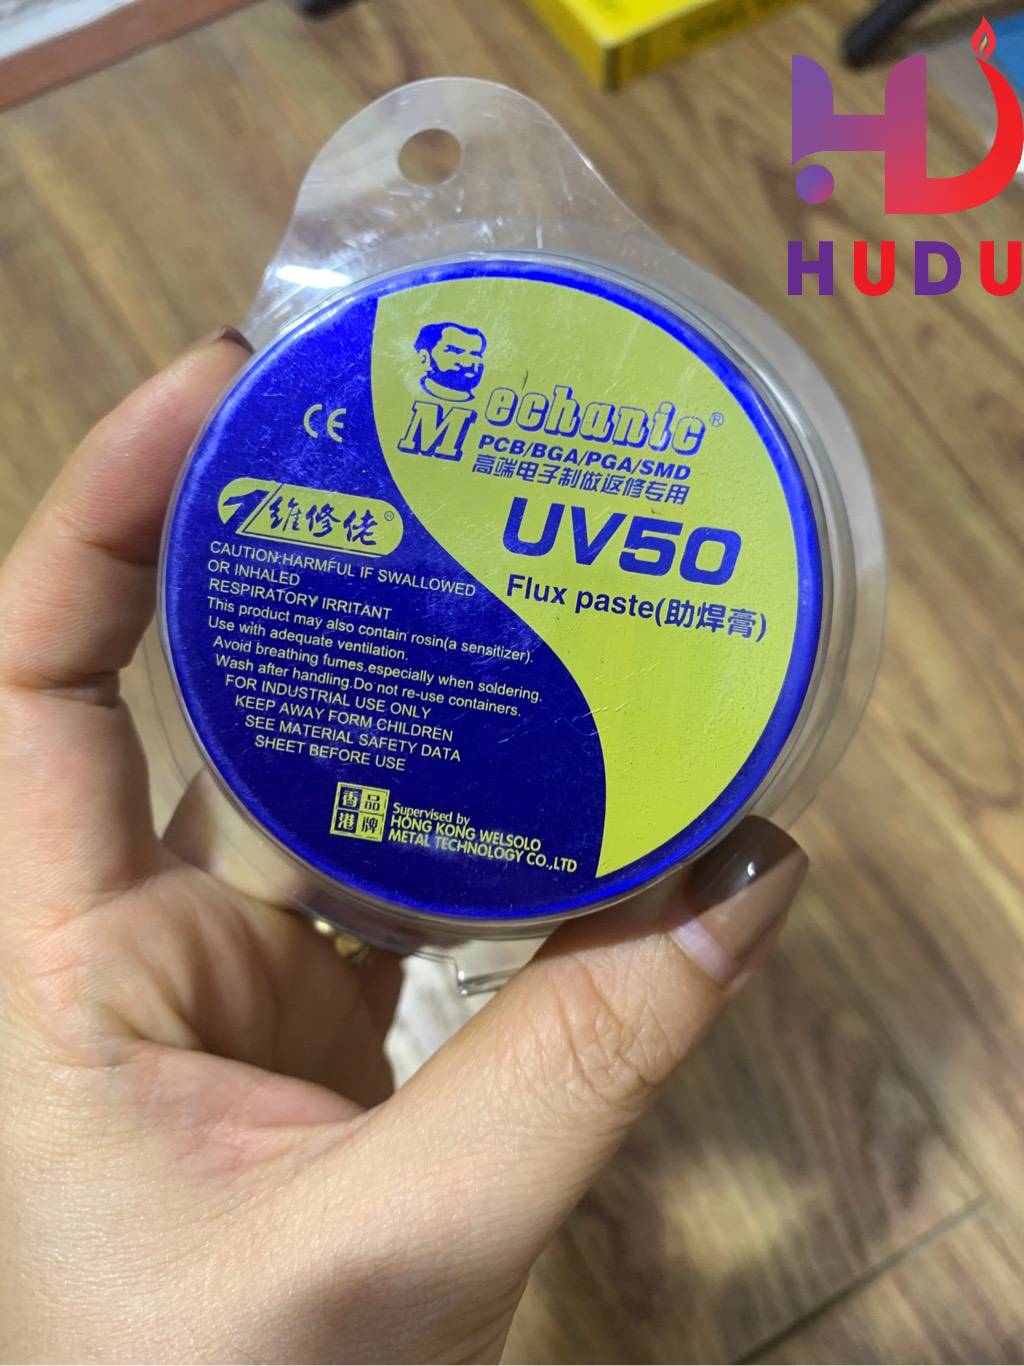 HD
HUDU
Mechanic®
PCB/BGA/PGA/SMD
高端电子制做返修专用
UV50
Flux paste(助焊膏)
CE
维修佬®
CAUTION:HARMFUL IF SWALLOWED
OR INHALED
RESPIRATORY IRRITANT
This product may also contain rosin(a sensitizer).
Use with adequate ventilation.
Avoid breathing fumes.especially when soldering.
Wash after handling.Do not re-use containers.
FOR INDUSTRIAL USE ONLY
KEEP AWAY FORM CHILDREN
SEE MATERIAL SAFETY DATA
SHEET BEFORE USE
香港品牌
Supervised by
HONG KONG WELSOLO
METAL TECHNOLOGY CO.,LTD